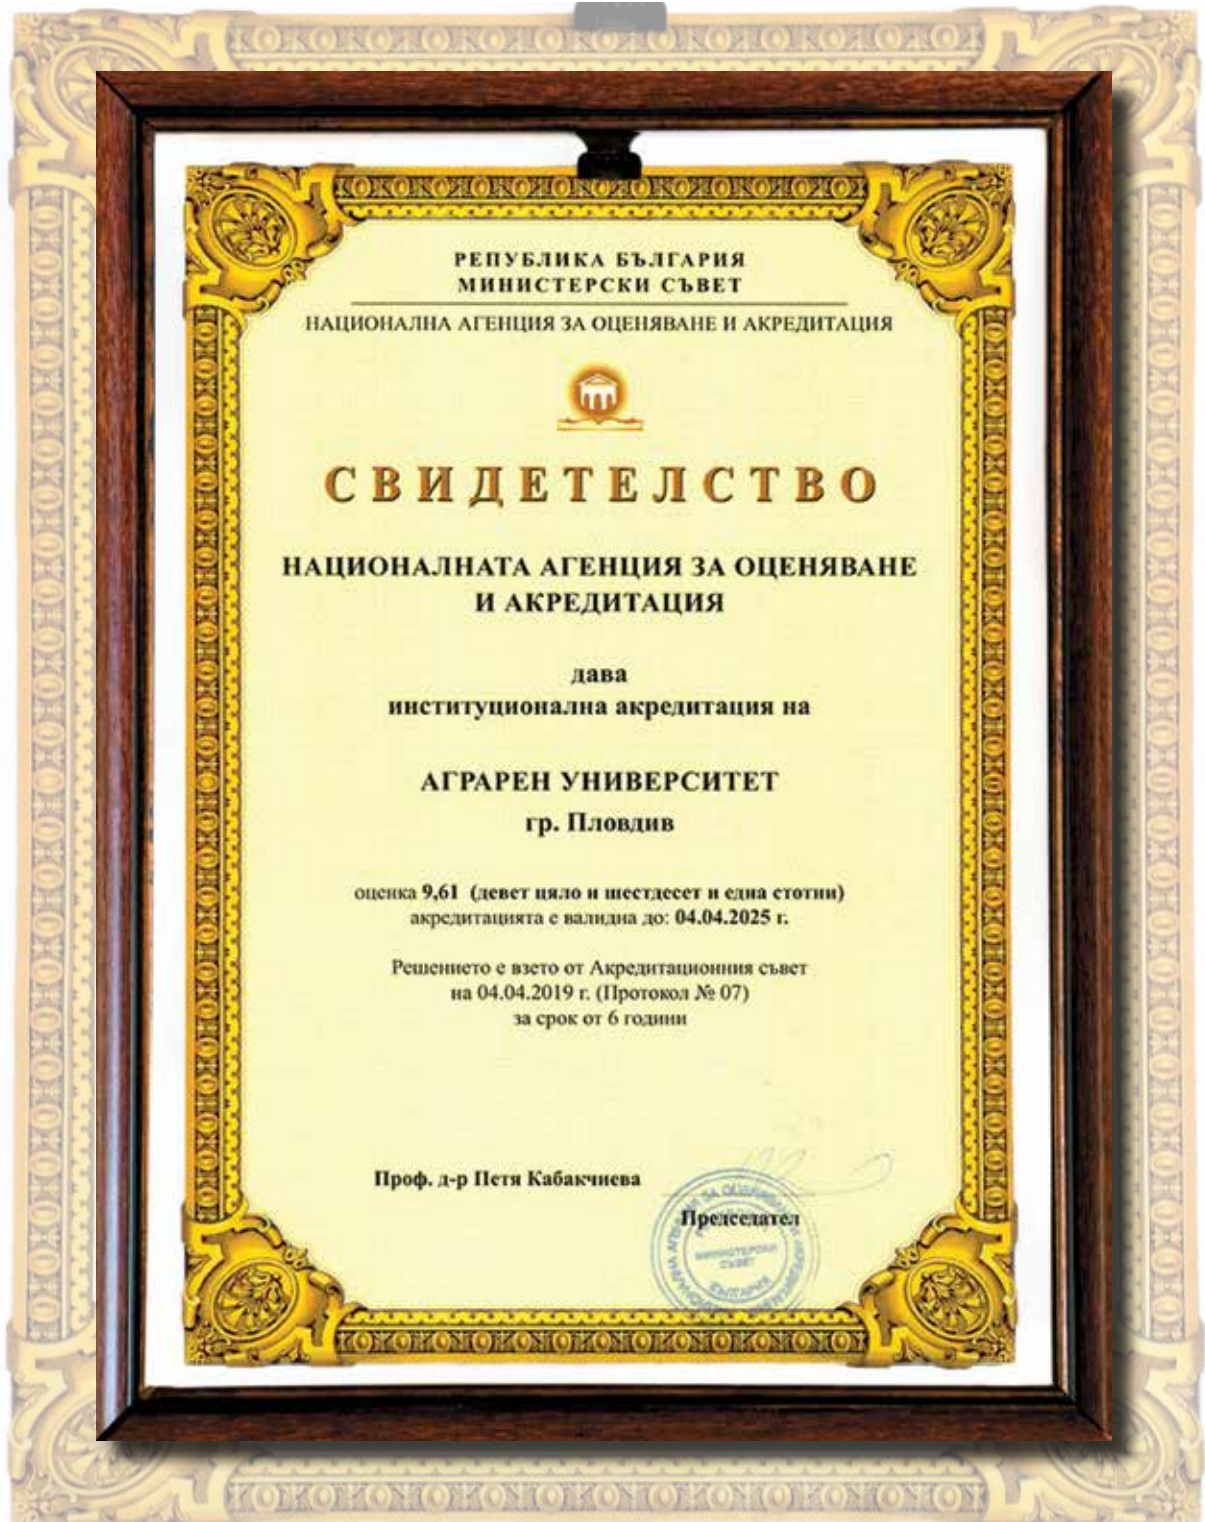 РЕПУБЛИКА БЪЛГАРИЯ
МИНИСТЕРСКИ СЪВЕТ
НАЦИОНАЛНА АГЕНЦИЯ ЗА ОЦЕНЯВАНЕ И АКРЕДИТАЦИЯ
СВИДЕТЕЛСТВО
НАЦИОНАЛНАТА АГЕНЦИЯ ЗА ОЦЕНЯВАНЕ
И АКРЕДИТАЦИЯ
дава
институционална акредитация на
АГРАРЕН УНИВЕРСИТЕТ
гр. Пловдив
оценка 9,61 (девет цяло и шестдесет и една стотни)
акредитацията е валидна до: 04.04.2025 г.
Решението е взето от Акредитационния съвет
на 04.04.2019 г. (Протокол № 07)
за срок от 6 години
Проф. д-р Петя Кабакчиева
Председател
МИНИСТЕРСКИ
СЪВЕТ
БЪЛГАРИЯ